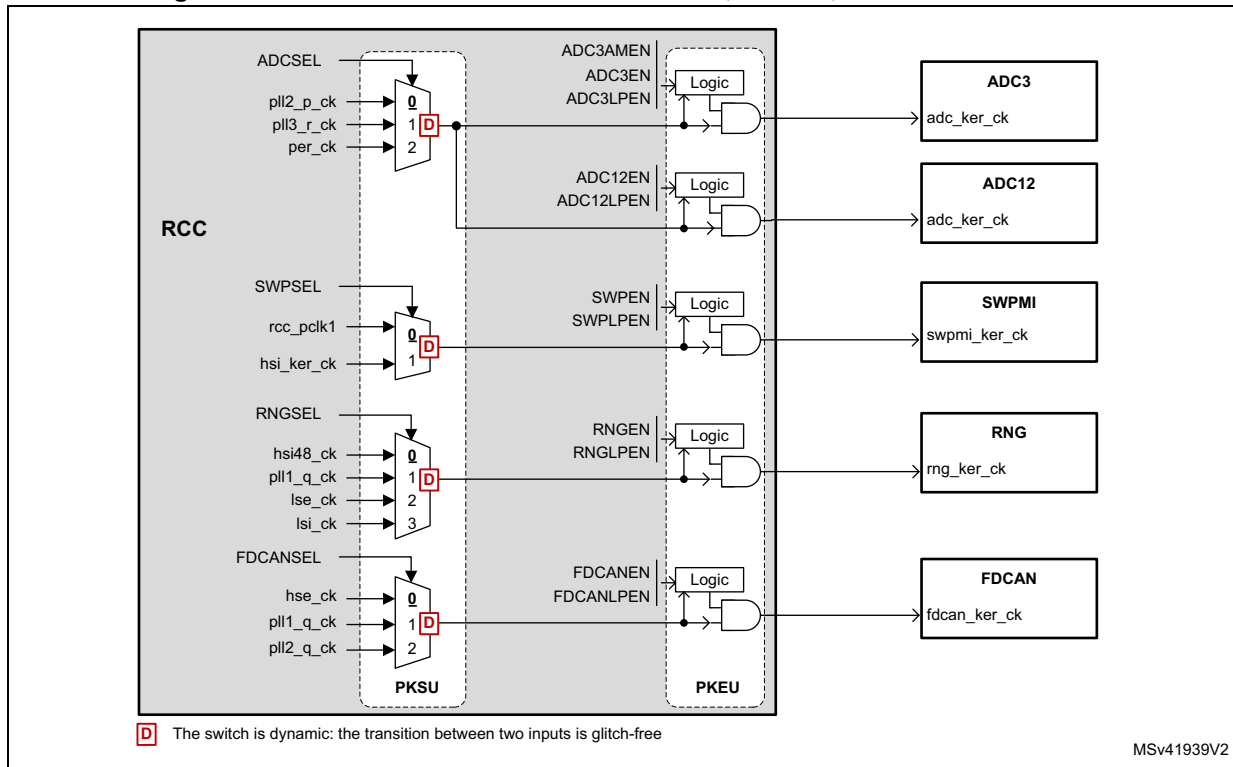 ADCSEL
pll2_p_ck
pll3_r_ck
per_ck
0
1
2
D
ADC3AMEN
ADC3EN
ADC3LPEN
Logic
ADC3
adc_ker_ck
ADC12EN
ADC12LPEN
Logic
ADC12
adc_ker_ck
RCC
SWPSEL
rcc_pclk1
hsi_ker_ck
0
1
D
SWPEN
SWPLPEN
Logic
SWPMI
swpmi_ker_ck
RNGSEL
hsi48_ck
pll1_q_ck
lse_ck
lsi_ck
0
1
2
3
D
RNGEN
RNGLPEN
Logic
RNG
rng_ker_ck
FDCANSEL
hse_ck
pll1_q_ck
pll2_q_ck
0
1
2
D
FDCANEN
FDCANLPEN
Logic
FDCAN
fdcan_ker_ck
PKSU
PKEU
D The switch is dynamic: the transition between two inputs is glitch-free
MSv41939V2